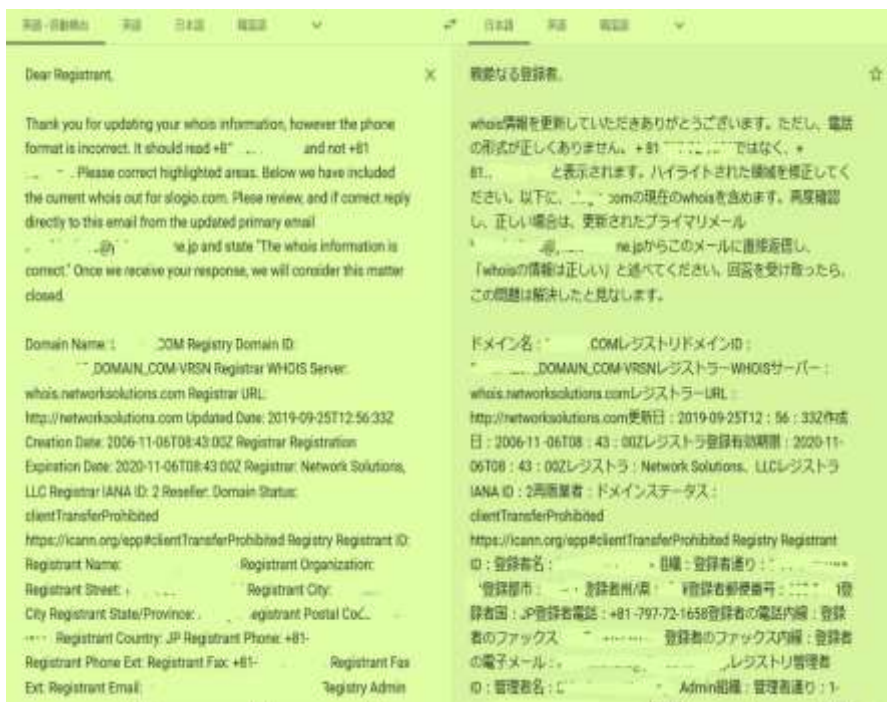 英語 - 自動検出 英語 日本語 韓国語
日本語 英語 韓国語
Dear Registrant,
Thank you for updating your whois information, however the phone
format is incorrect. It should read and not +81
. Please correct highlighted areas. Below we have included
the current whois out for slogio.com. Plese review, and if correct reply
directly to this email from the updated primary email
@ ne.jp and state "The whois information is
correct." Once we receive your response, we will consider this matter
closed.
Domain Name: .COM Registry Domain ID:
_DOMAIN_COM-VRSN Registrar WHOIS Server:
whois.networksolutions.com Registrar URL:
http://networksolutions.com Updated Date: 2019-09-25T12:56:33Z
Creation Date: 2006-11-06T08:43:00Z Registrar Registration
Expiration Date: 2020-11-06T08:43:00Z Registrar: Network Solutions,
LLC Registrar IANA ID: 2 Reseller: Domain Status:
clientTransferProhibited
https://icann.org/epp#clientTransferProhibited Registry Registrant ID:
Registrant Name: Registrant Organization:
Registrant Street: Registrant City:
City Registrant State/Province: Registrant Postal
Registrant Country: JP Registrant Phone: +81-
Registrant Phone Ext: Registrant Fax: +81- Registrant Fax
Ext: Registrant Email: Registry Admin
親愛なる登録者、
whois情報を更新していただきありがとうございます。ただし、電話
の形式が正しくありません。 + 81 ではなく、+
81 と表示されます。ハイライトされた領域を修正してく
ださい。以下に、 .comの現在のwhoisを含めます。再度確認
し、正しい場合は、更新されたプライマリメール
@ ne.jpからこのメールに直接返信し、
「whoisの情報は正しい」と述べてください。回答を受け取ったら、
この問題は解決したと見なします。
ドメイン名: .COMレジストリドメインID:
_DOMAIN_COM-VRSNレジストラーWHOISサーバー:
whois.networksolutions.comレジストラーURL:
http://networksolutions.com更新日:2019-09-25T12:56:33Z作成
日:2006-11-06T08:43:00Zレジストラ登録有効期限:2020-11-
06T08:43:00Zレジストラ:Network Solutions、LLCレジストラ
IANA ID:2再販業者:ドメインステータス:
clientTransferProhibited
https://icann.org/epp#clientTransferProhibited Registry Registrant
ID:登録者名: 組織:登録者通り:
登録都市: 登録者州/県: 登録者郵便番号: 登
録者国:JP登録者電話:+81-797-72-1658登録者の電話内線:登録
者のファックス 登録者のファックス内線:登録者
の電子メール: レジストリ管理者
ID:管理者名: Admin組織:管理者通り:1-